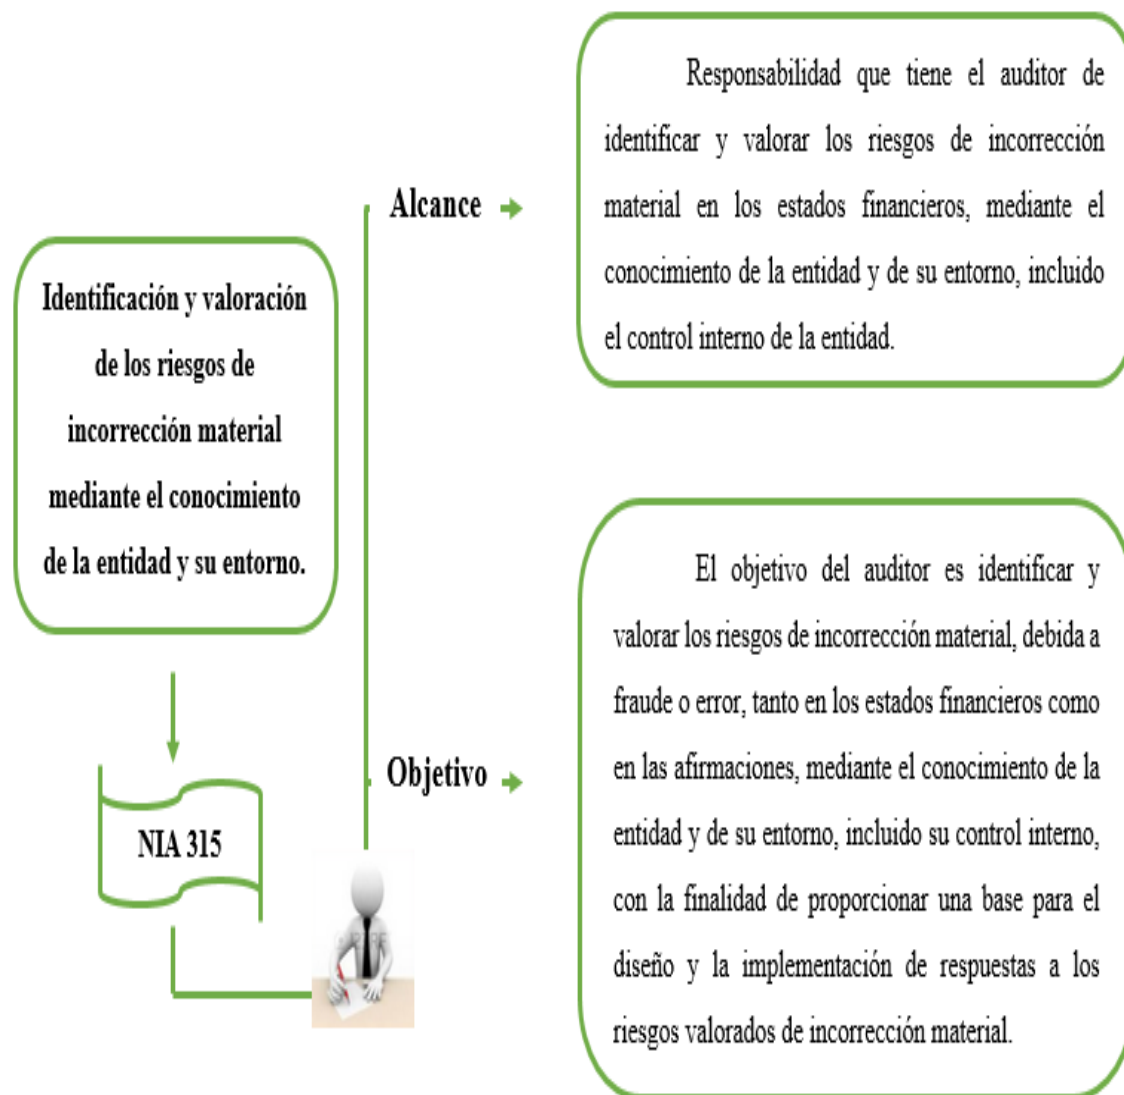 Identificación y valoración
de los riesgos de
incorrección material
mediante el conocimiento
de la entidad y su entorno.
NIA 315
Alcance
Responsabilidad que tiene el auditor de
identificar y valorar los riesgos de incorrección
material en los estados financieros, mediante el
conocimiento de la entidad y de su entorno, incluido
el control interno de la entidad.
Objetivo
El objetivo del auditor es identificar y
valorar los riesgos de incorrección material, debida a
fraude o error, tanto en los estados financieros como
en las afirmaciones, mediante el conocimiento de la
entidad y de su entorno, incluido su control interno,
con la finalidad de proporcionar una base para el
diseño y la implementación de respuestas a los
riesgos valorados de incorrección material.